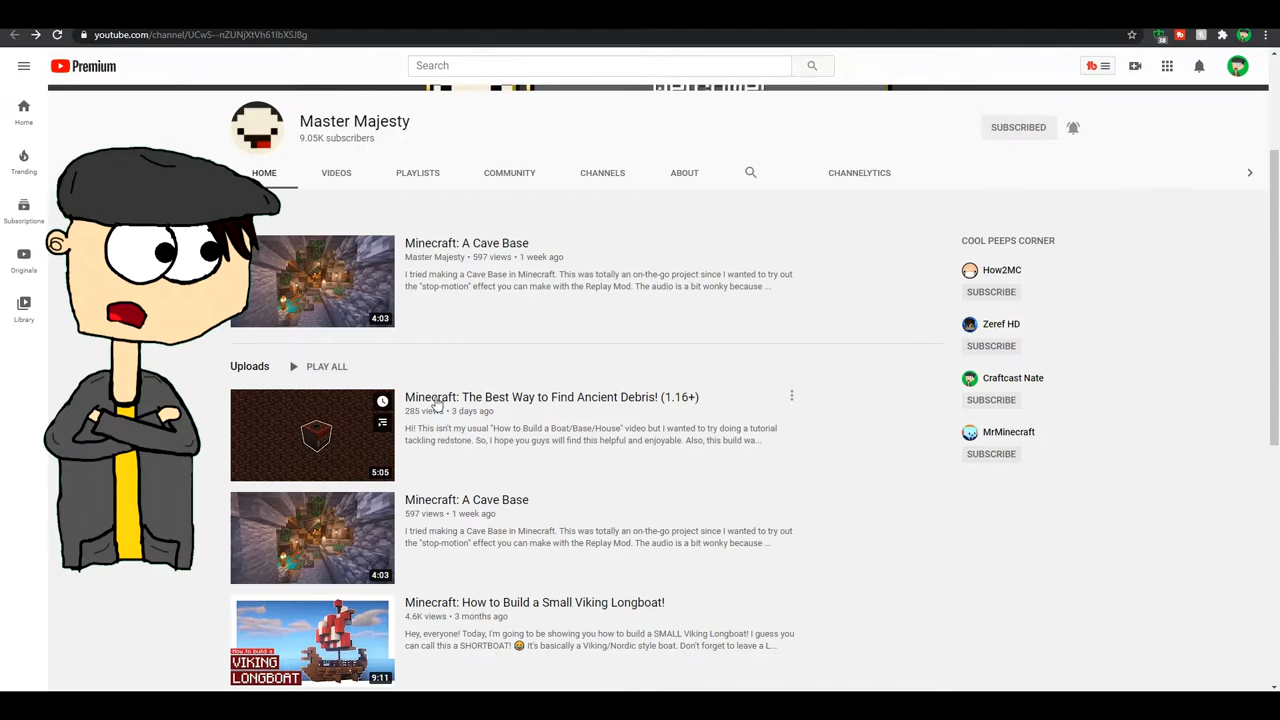 youtube.com/channel/UCwS--nZUNjXtVh61IbXSJ8g
38
Premium
Search
Home
Trending
Subscriptions
Originals
Library
Master Majesty
9.05K subscribers
SUBSCRIBED
HOME
VIDEOS
PLAYLISTS
COMMUNITY
CHANNELS
ABOUT
CHANNELYTICS
Minecraft: A Cave Base
Master Majesty • 597 views • 1 week ago
I tried making a Cave Base in Minecraft. This was totally an on-the-go project since I wanted to try out
the "stop-motion" effect you can make with the Replay Mod. The audio is a bit wonky because ...
4:03
Uploads
PLAY ALL
Minecraft: The Best Way to Find Ancient Debris! (1.16+)
285 views • 3 days ago
Hi! This isn't my usual "How to Build a Boat/Base/House" video but I wanted to try doing a tutorial
tackling redstone. So, I hope you guys will find this helpful and enjoyable. Also, this build wa...
5:05
Minecraft: A Cave Base
597 views • 1 week ago
I tried making a Cave Base in Minecraft. This was totally an on-the-go project since I wanted to try out
the "stop-motion" effect you can make with the Replay Mod. The audio is a bit wonky because ...
4:03
Minecraft: How to Build a Small Viking Longboat!
4.6K views • 3 months ago
Hey, everyone! Today, I'm going to be showing you how to build a SMALL Viking Longboat! I guess you
can call this a SHORTBOAT! 😅 It's basically a Viking/Nordic style boat. Don't forget to leave a L...
How to build a
VIKING
LONGBOAT
9:11
COOL PEEPS CORNER
How2MC
SUBSCRIBE
Zeref HD
SUBSCRIBE
Craftcast Nate
SUBSCRIBE
MrMinecraft
SUBSCRIBE